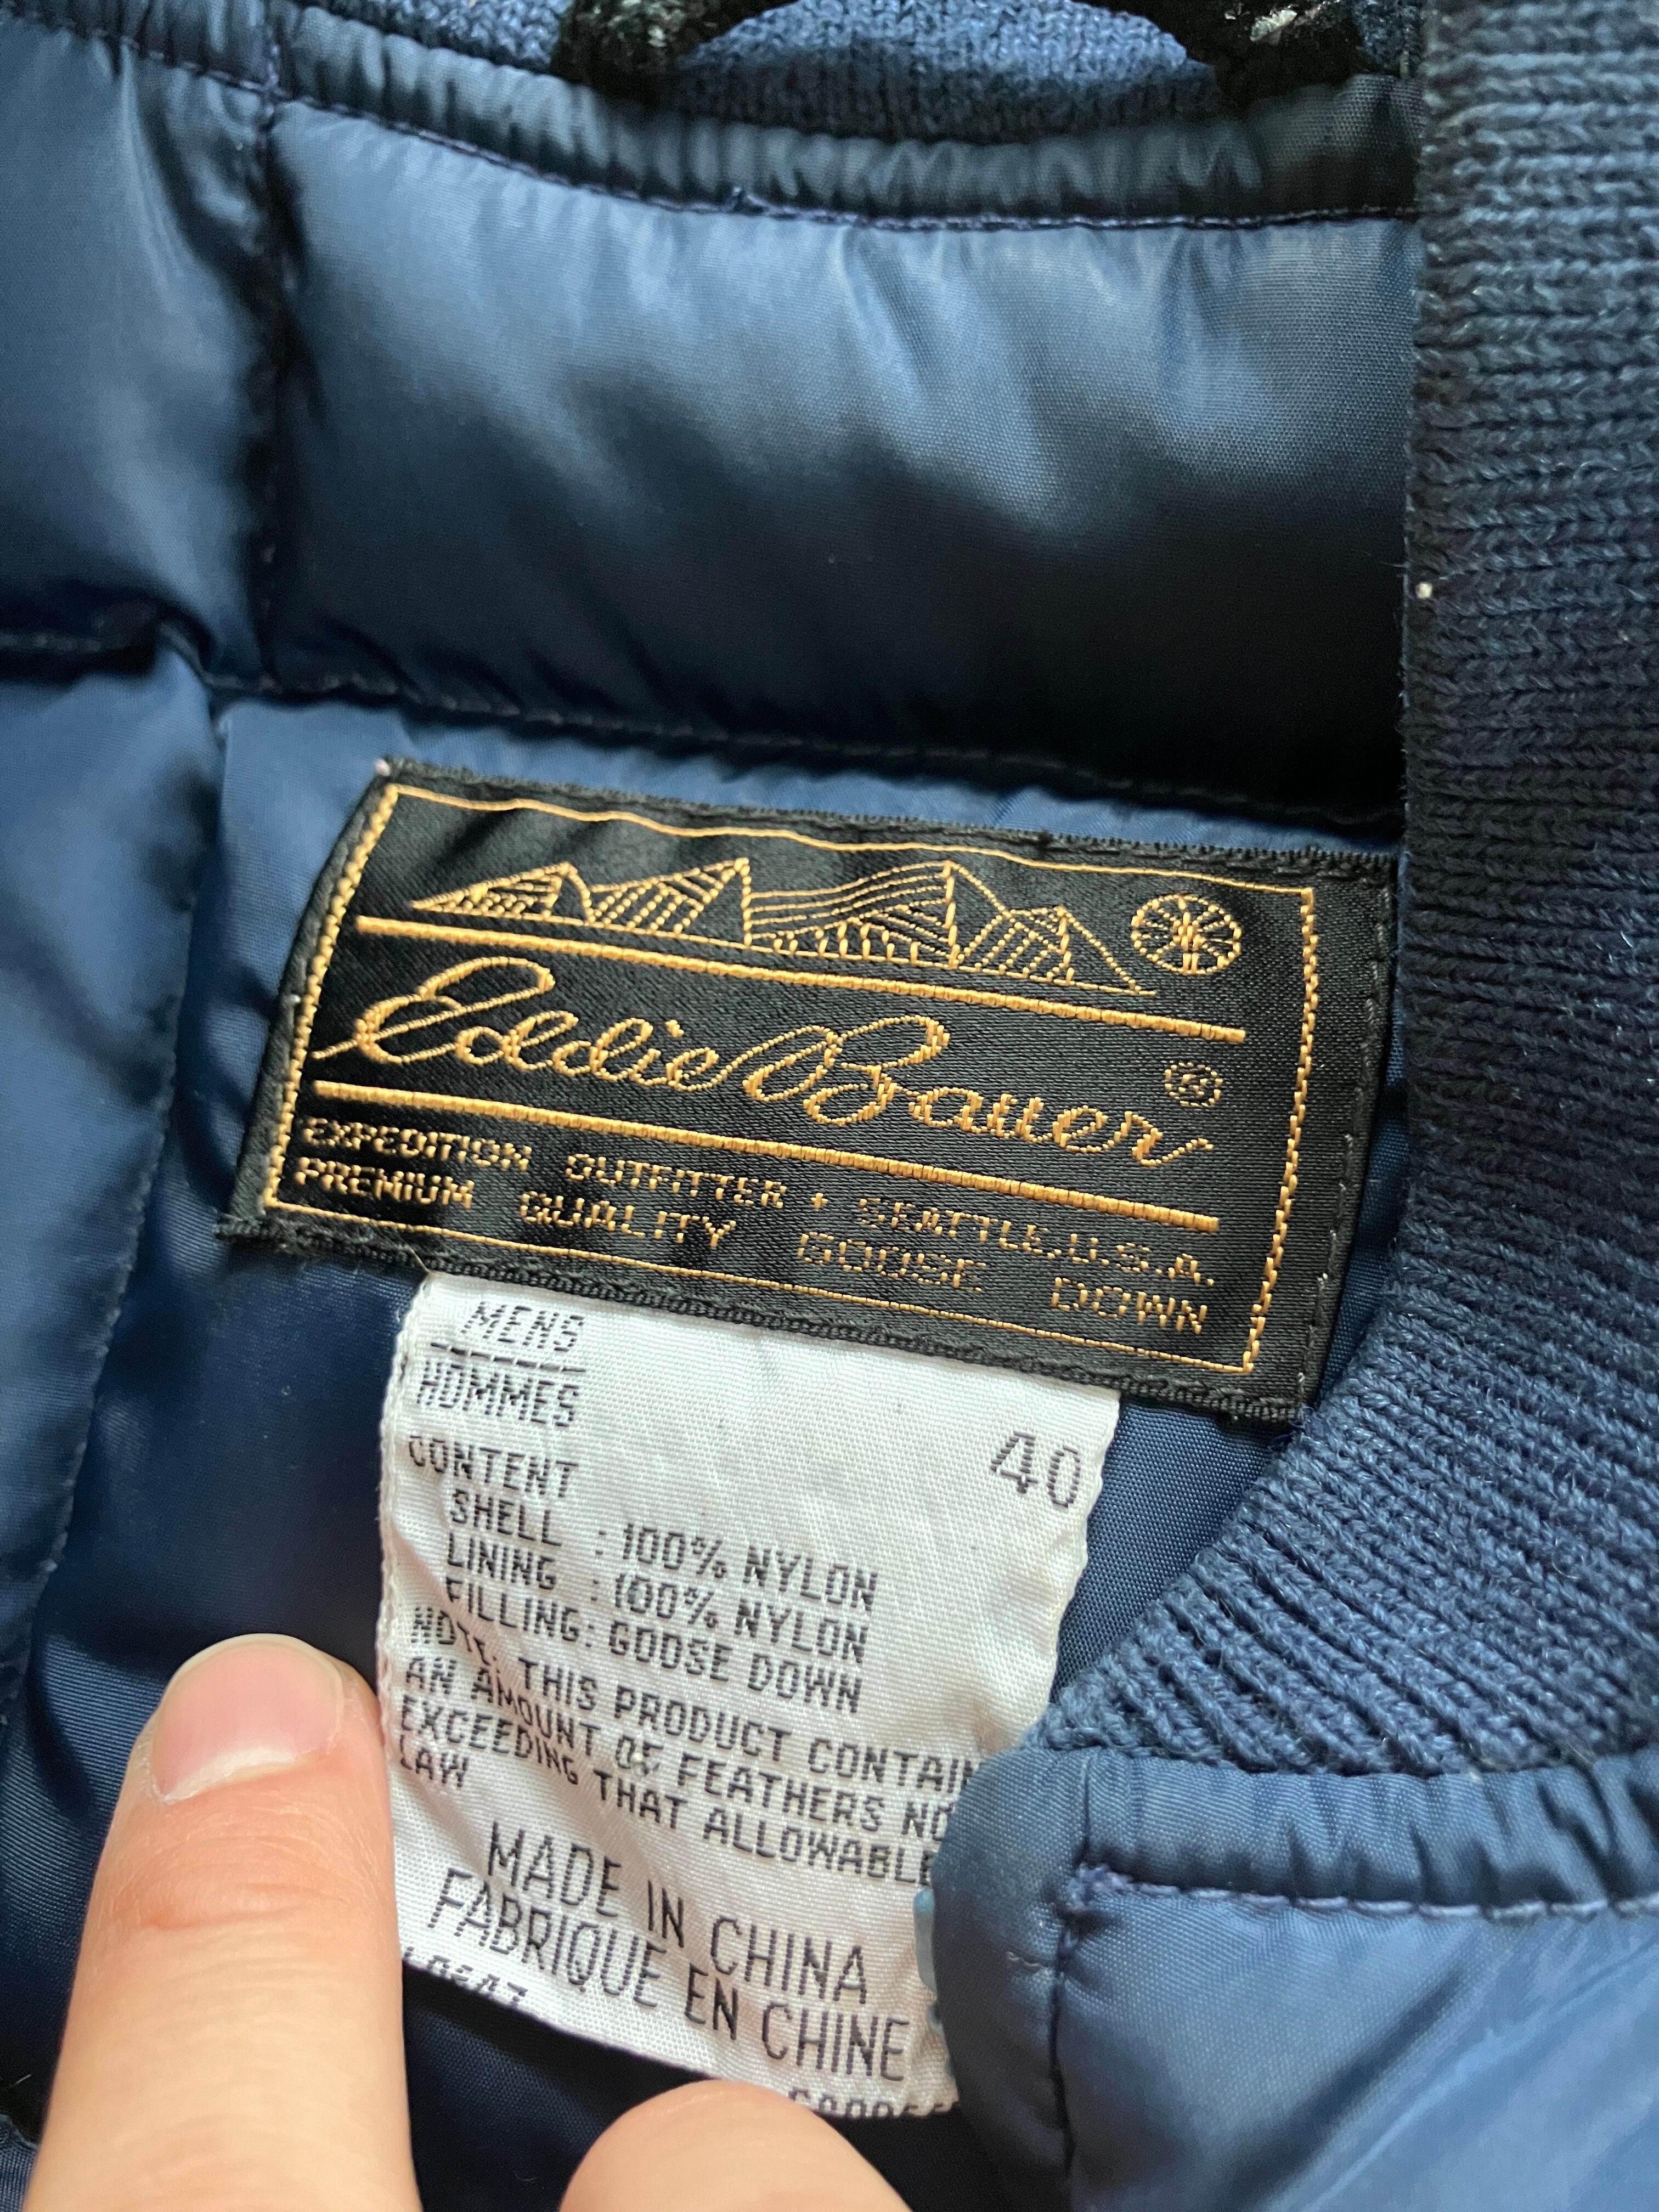 Eddie Bauer ®
EXPEDITION OUTFITTER + SEATTLE, U.S.A.
PREMIUM QUALITY GOOSE DOWN
MENS
HOMMES
40
CONTENT
SHELL : 100% NYLON
LINING : 100% NYLON
FILLING: GOOSE DOWN
NOTE: THIS PRODUCT CONTAIN
AN AMOUNT OF FEATHERS NO
EXCEEDING THAT ALLOWABLE
LAW
MADE IN CHINA
FABRIQUE EN CHINE